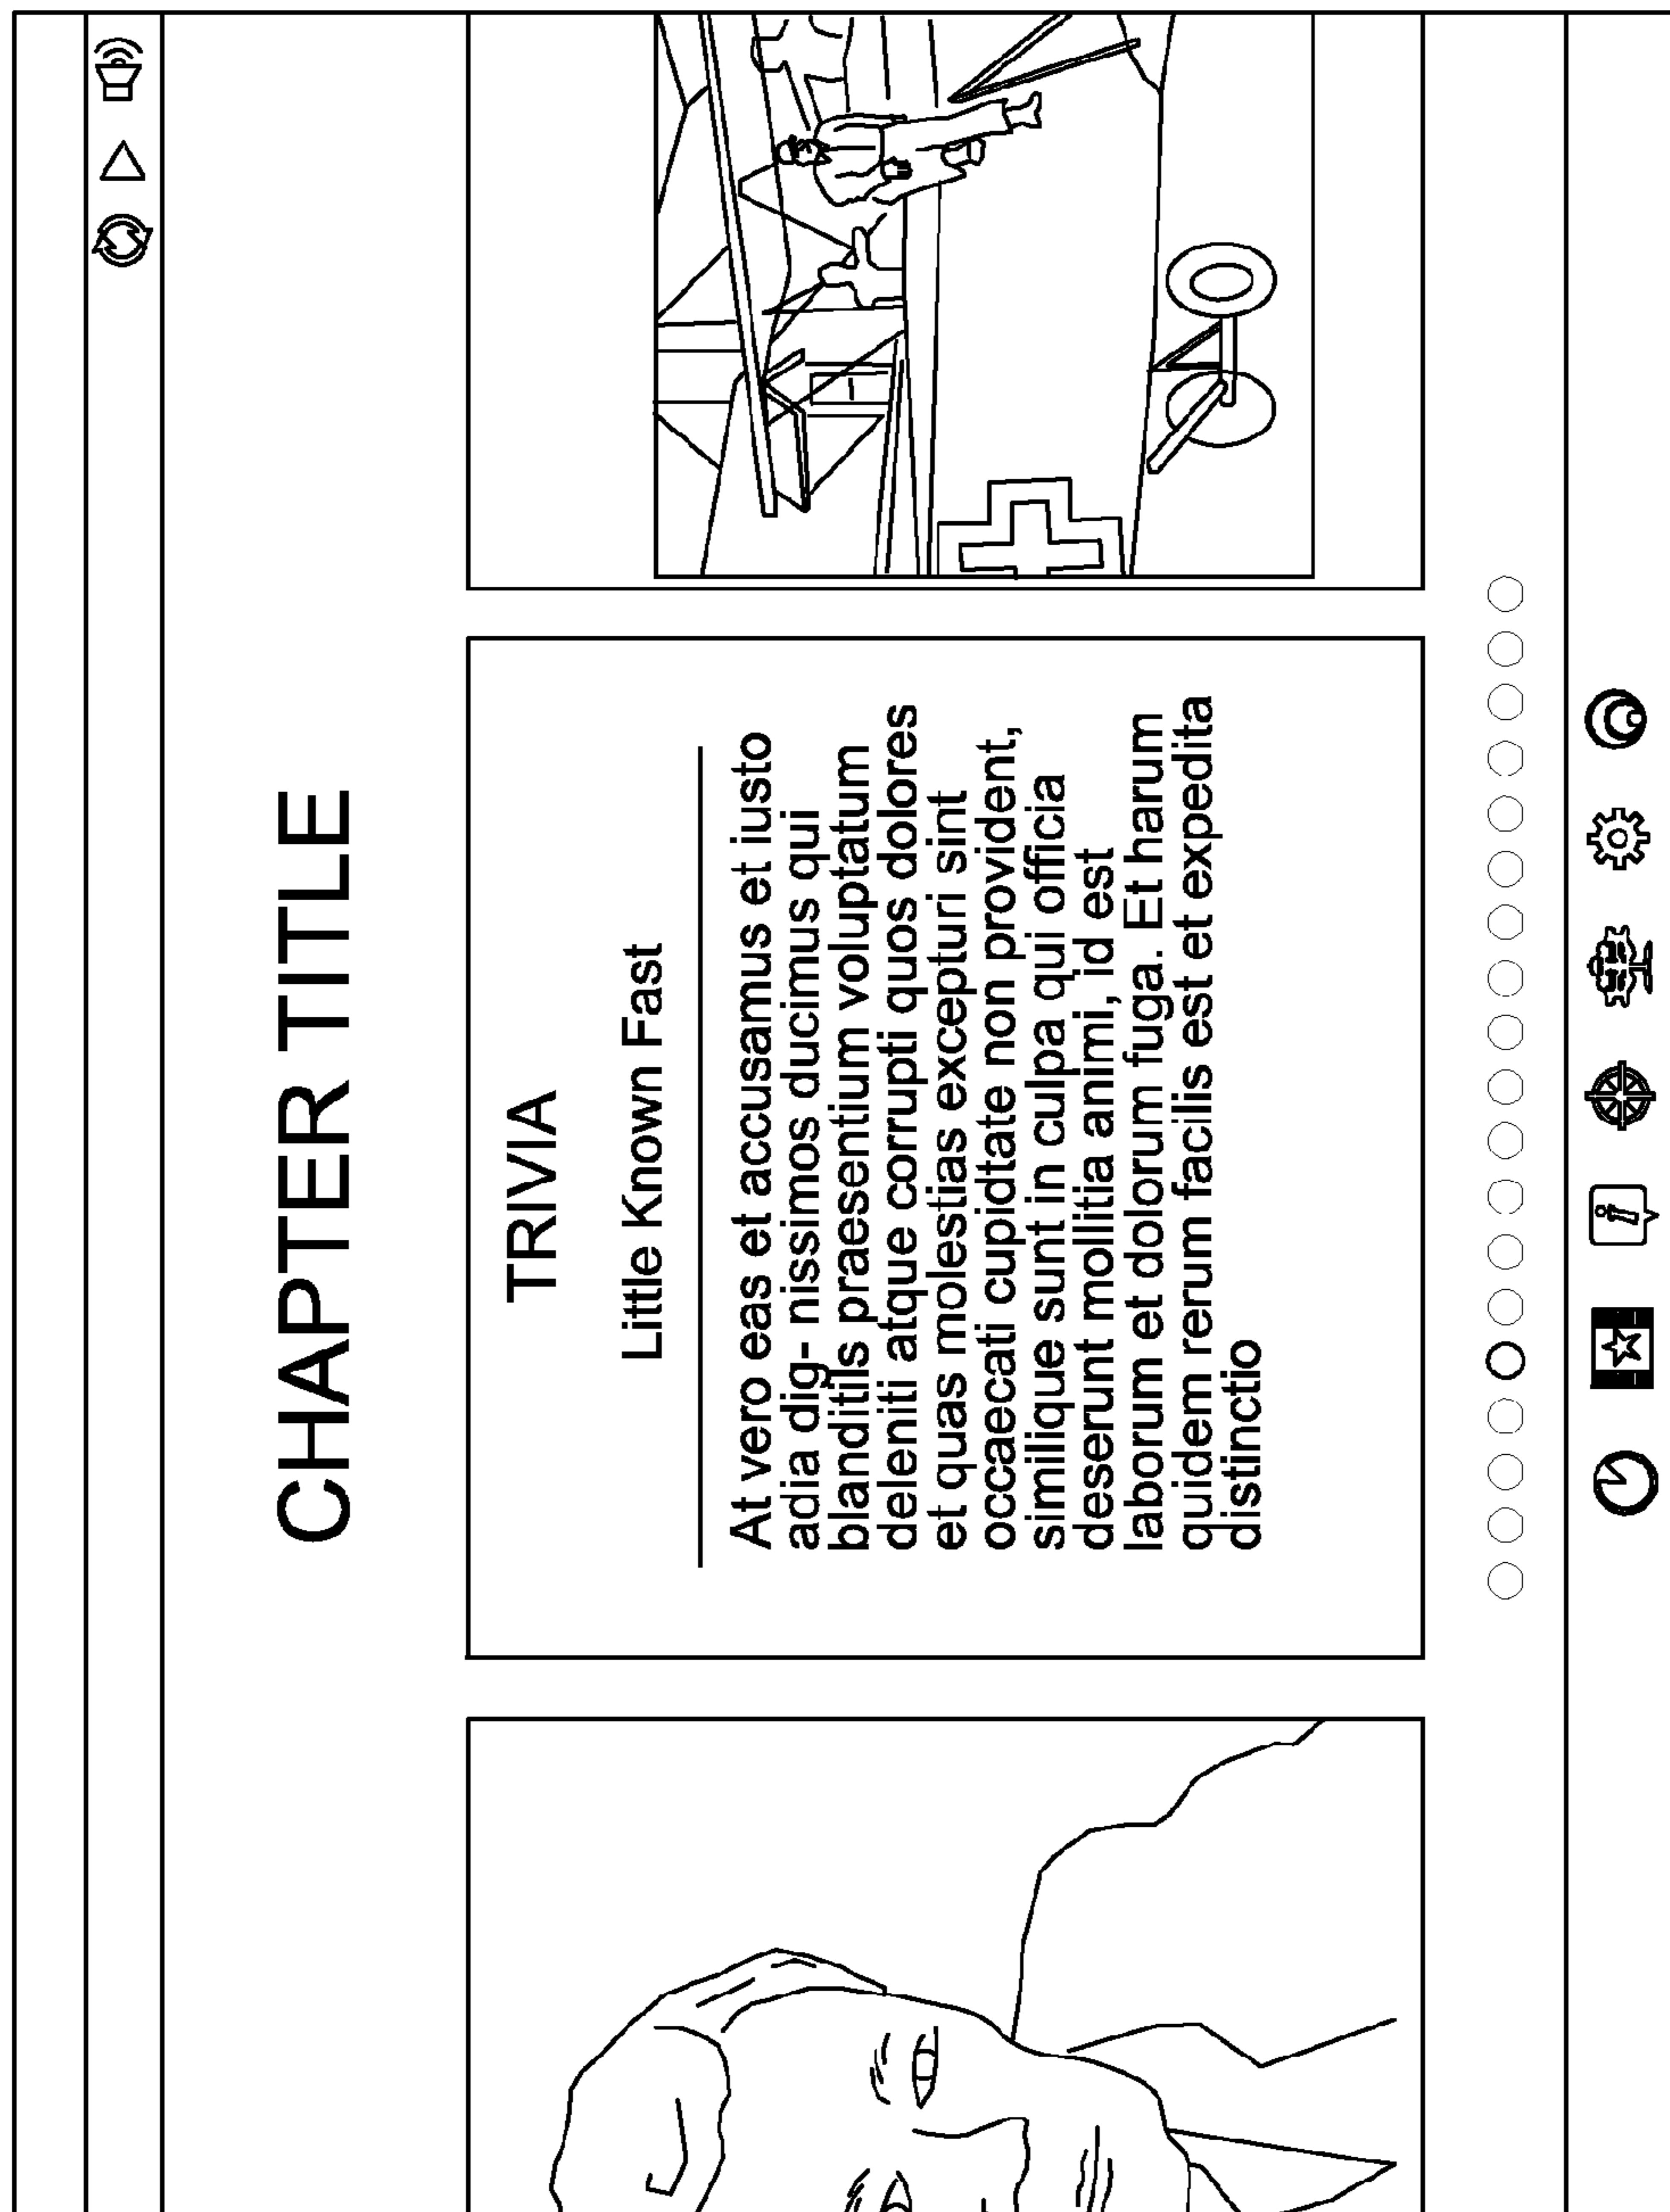 CHAPTER TITLE
TRIVIA
Little Known Fast
At vero eas et accusamus et iusto
adia dig- nissimos ducimus qui
blanditils praesentium voluptatum
deleniti atque corrupti quos dolores
et quas molestias excepturi sint
occaecati cupidtate non provident,
similique sunt in culpa qui officia
deserunt mollitia animi, id est
laborum et dolorum fuga. Et harum
quidem rerum facilis est et expedita
distinctio
i